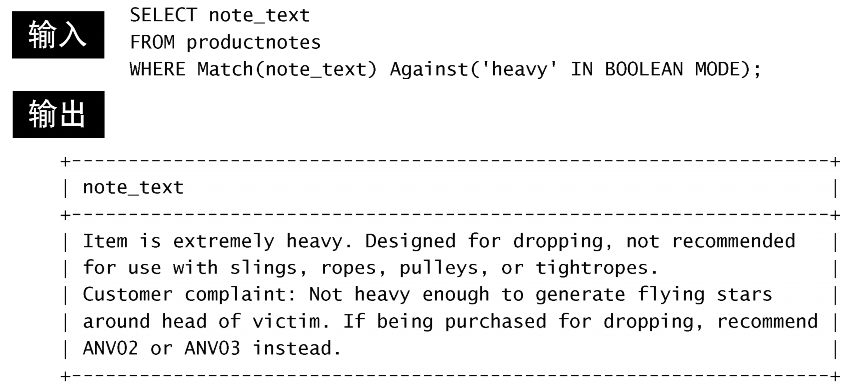 输入
SELECT note_text
FROM productnotes
WHERE Match(note_text) Against('heavy' IN BOOLEAN MODE);
输出
+-------------------------------------------------------------------+
| note_text |
+-------------------------------------------------------------------+
| Item is extremely heavy. Designed for dropping, not recommended |
| for use with slings, ropes, pulleys, or tightropes. |
| Customer complaint: Not heavy enough to generate flying stars |
| around head of victim. If being purchased for dropping, recommend |
| ANV02 or ANV03 instead. |
+-------------------------------------------------------------------+